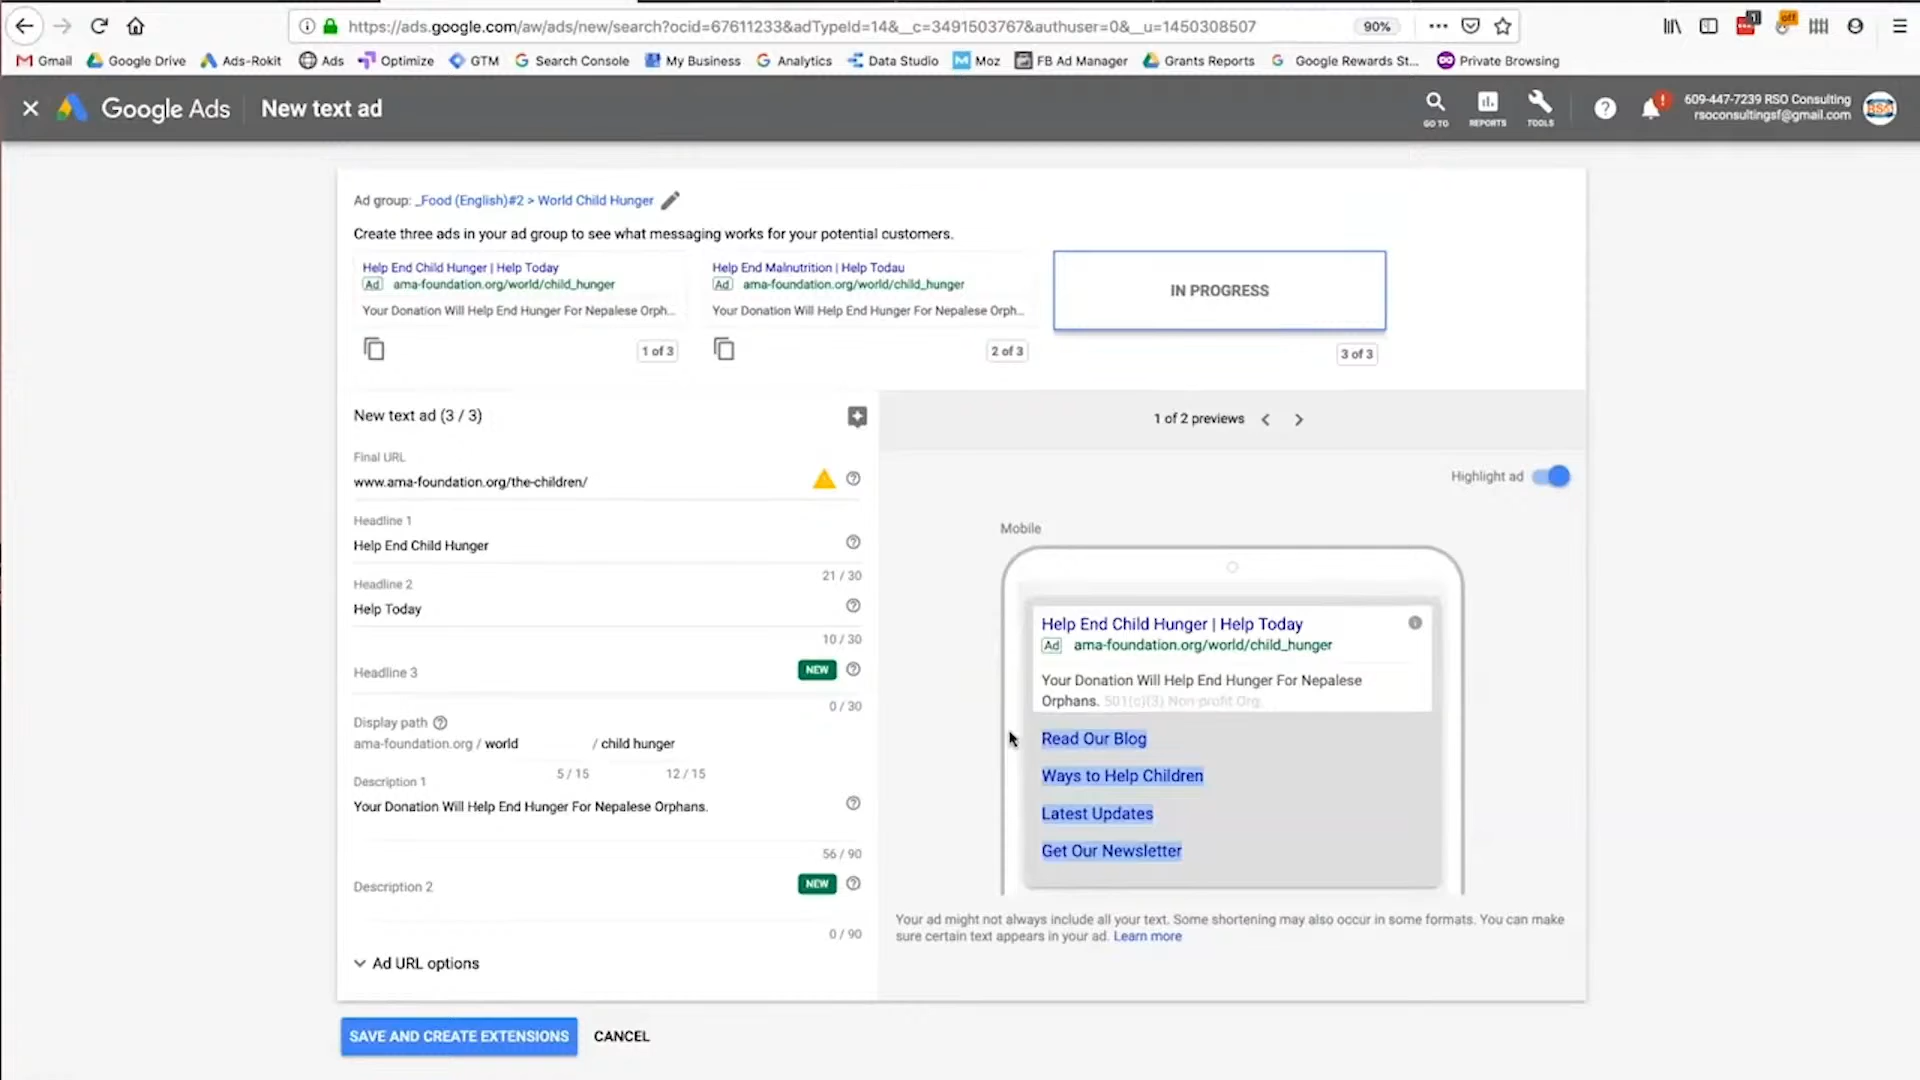 https://ads.google.com/aw/ads/new/search?ocid=67611233&adTypeId=14&__c=3491503767&authuser=0&__u=1450308507
90%
1
off
Gmail
Google Drive
Ads-Rokit
Ads
Optimize
GTM
Search Console
My Business
Analytics
Data Studio
Moz
FB Ad Manager
Grants Reports
Google Rewards St...
Private Browsing
Google Ads
New text ad
GO TO
REPORTS
TOOLS
609-447-7239 RSO Consulting
rsoconsultingsf@gmail.com
RSO
Ad group: _Food (English)#2 > World Child Hunger
Create three ads in your ad group to see what messaging works for your potential customers.
Help End Child Hunger | Help Today
Ad ama-foundation.org/world/child_hunger
Your Donation Will Help End Hunger For Nepalese Orph...
1 of 3
Help End Malnutrition | Help Todau
Ad ama-foundation.org/world/child_hunger
Your Donation Will Help End Hunger For Nepalese Orph...
2 of 3
IN PROGRESS
3 of 3
New text ad (3 / 3)
Final URL
www.ama-foundation.org/the-children/
Headline 1
Help End Child Hunger
21 / 30
Headline 2
Help Today
10 / 30
Headline 3
NEW
0 / 30
Display path
ama-foundation.org / world / child hunger
5 / 15
12 / 15
Description 1
Your Donation Will Help End Hunger For Nepalese Orphans.
56 / 90
Description 2
NEW
0 / 90
Ad URL options
1 of 2 previews
Highlight ad
Mobile
Help End Child Hunger | Help Today
Ad ama-foundation.org/world/child_hunger
Your Donation Will Help End Hunger For Nepalese
Orphans. 501(c)(3) Non profit Org.
Read Our Blog
Ways to Help Children
Latest Updates
Get Our Newsletter
Your ad might not always include all your text. Some shortening may also occur in some formats. You can make
sure certain text appears in your ad. Learn more
SAVE AND CREATE EXTENSIONS
CANCEL